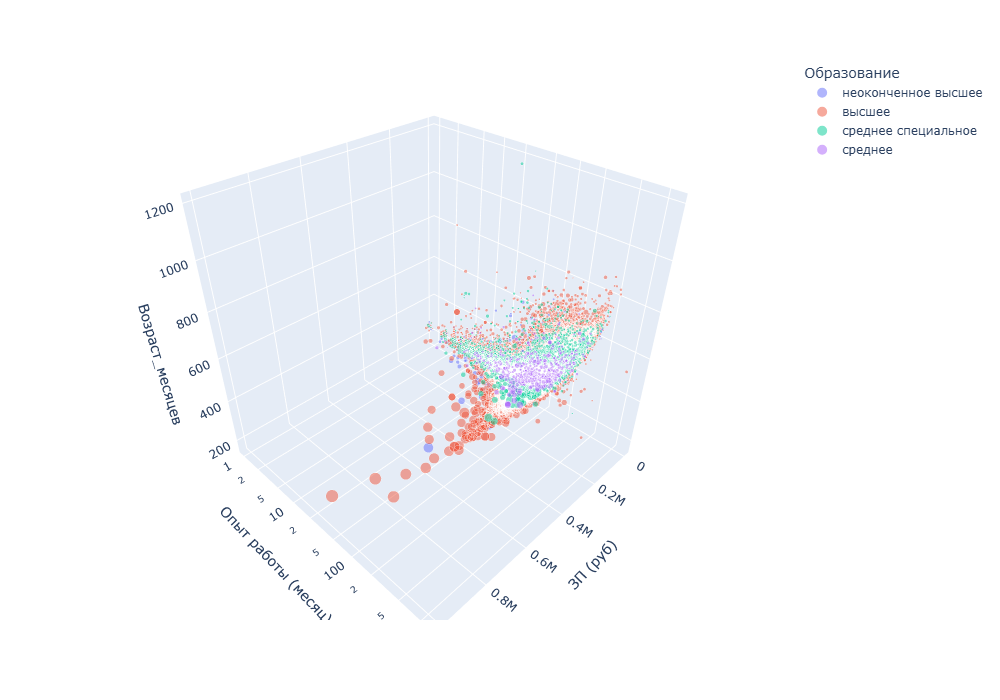 Образование
неоконченное высшее
высшее
среднее специальное
среднее
1200
1000
800
600
400
200
Возраст_месяцев
1
2
5
10
2
5
100
2
5
Опыт работы (месяц)
0
0.2M
0.4M
0.6M
0.8M
ЗП (руб)